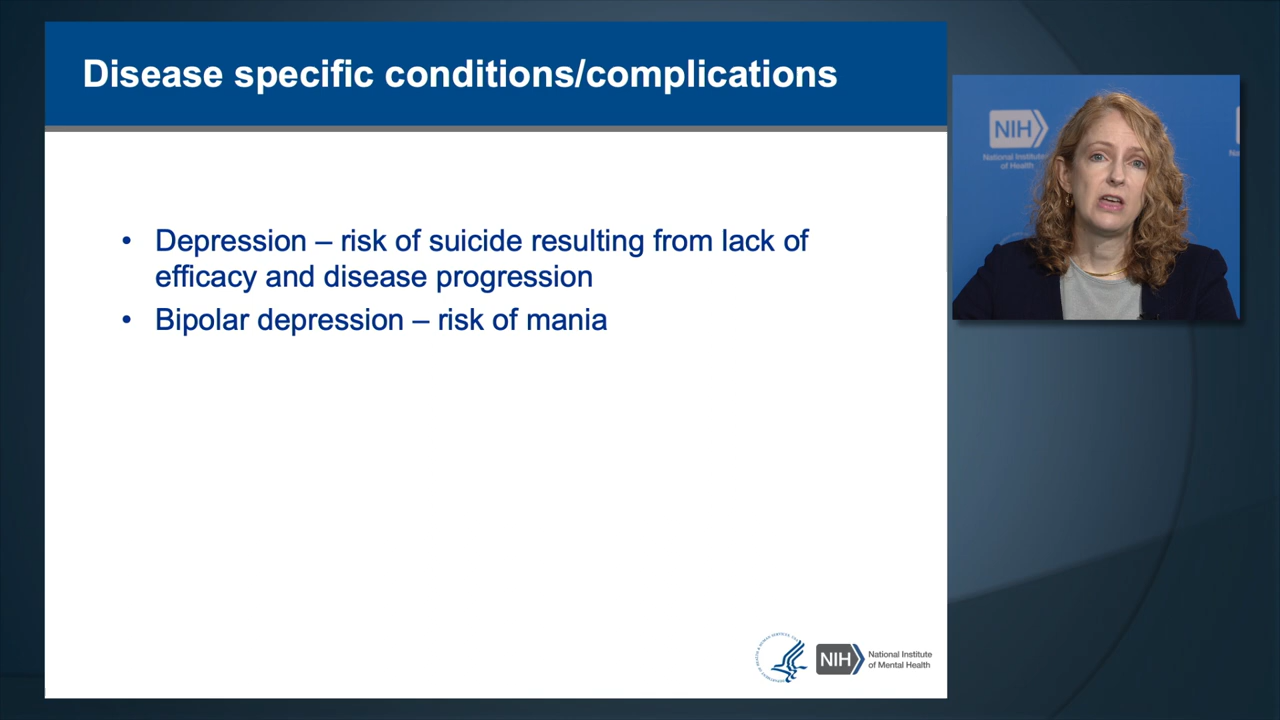 Disease specific conditions/complications
• Depression – risk of suicide resulting from lack of
efficacy and disease progression
• Bipolar depression – risk of mania
NIH
National Institute
of Health
NIH
National Institute
of Mental Health